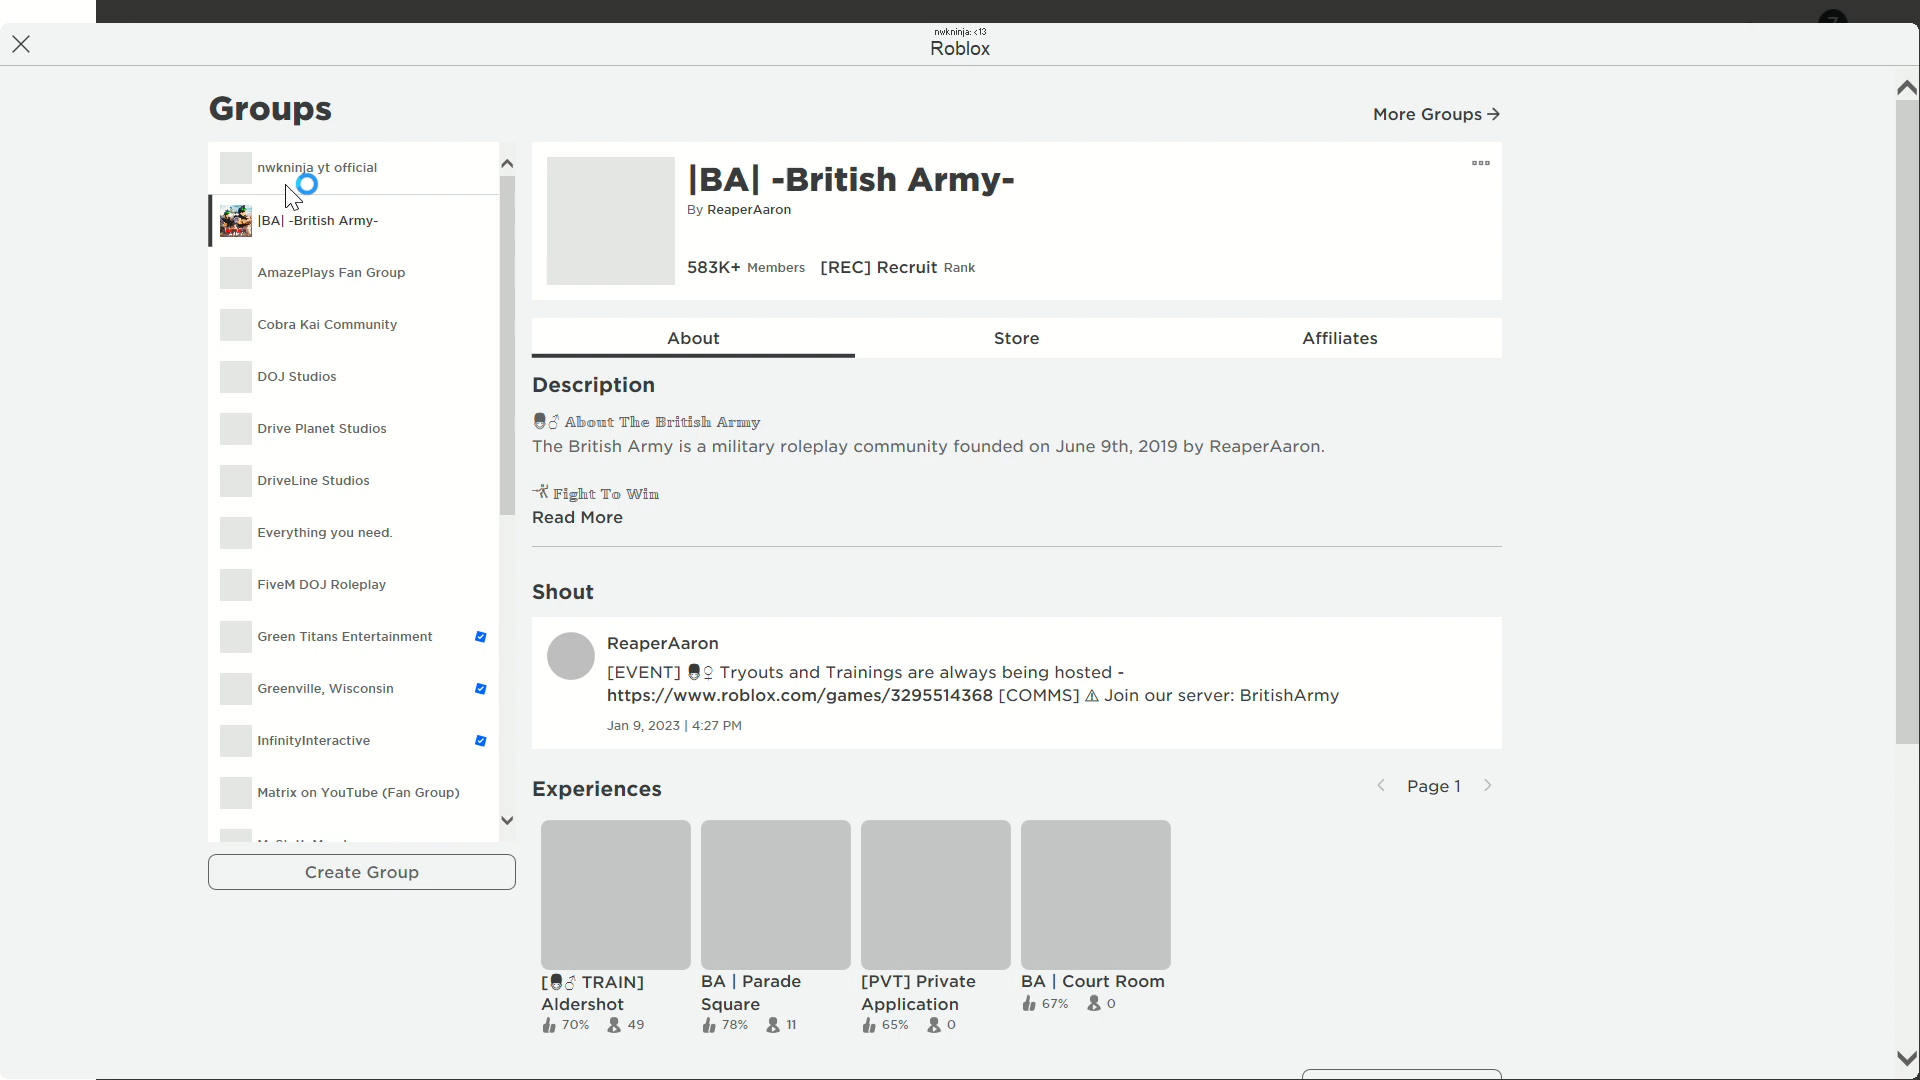 nwkninja: <13
Roblox
Groups
More Groups →
nwkninja yt official
|BA| -British Army-
AmazePlays Fan Group
Cobra Kai Community
DOJ Studios
Drive Planet Studios
DriveLine Studios
Everything you need.
FiveM DOJ Roleplay
Green Titans Entertainment
Greenville, Wisconsin
InfinityInteractive
Matrix on YouTube (Fan Group)
Create Group
|BA| -British Army-
By ReaperAaron
583K+ Members [REC] Recruit Rank
About Store Affiliates
Description
💂♂ About The British Army
The British Army is a military roleplay community founded on June 9th, 2019 by ReaperAaron.
Fight To Win
Read More
Shout
ReaperAaron
[EVENT] 💂♀ Tryouts and Trainings are always being hosted -
https://www.roblox.com/games/3295514368 [COMMS] ⚠ Join our server: BritishArmy
Jan 9, 2023 | 4:27 PM
Experiences
Page 1
[💂♂ TRAIN]
Aldershot
70% 49
BA | Parade
Square
78% 11
[PVT] Private
Application
65% 0
BA | Court Room
67% 0